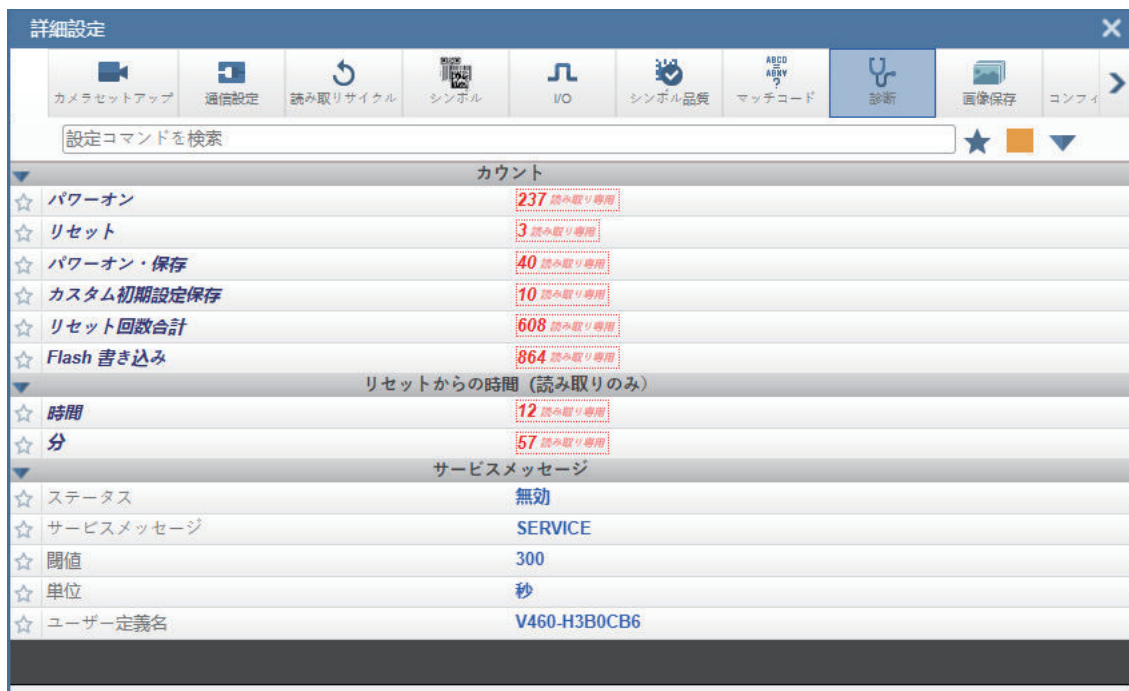 詳細設定
カメラセットアップ 通信設定 読み取りサイクル シンボル I/O シンボル品質 マッチコード 診断 画像保存 コンフィ
設定コマンドを検索
カウント
パワーオン 237 読み取り専用
リセット 3 読み取り専用
パワーオン・保存 40 読み取り専用
カスタム初期設定保存 10 読み取り専用
リセット回数合計 608 読み取り専用
Flash 書き込み 864 読み取り専用
リセットからの時間（読み取りのみ）
時間 12 読み取り専用
分 57 読み取り専用
サービスメッセージ
ステータス 無効
サービスメッセージ SERVICE
閾値 300
単位 秒
ユーザー定義名 V460-H3B0CB6